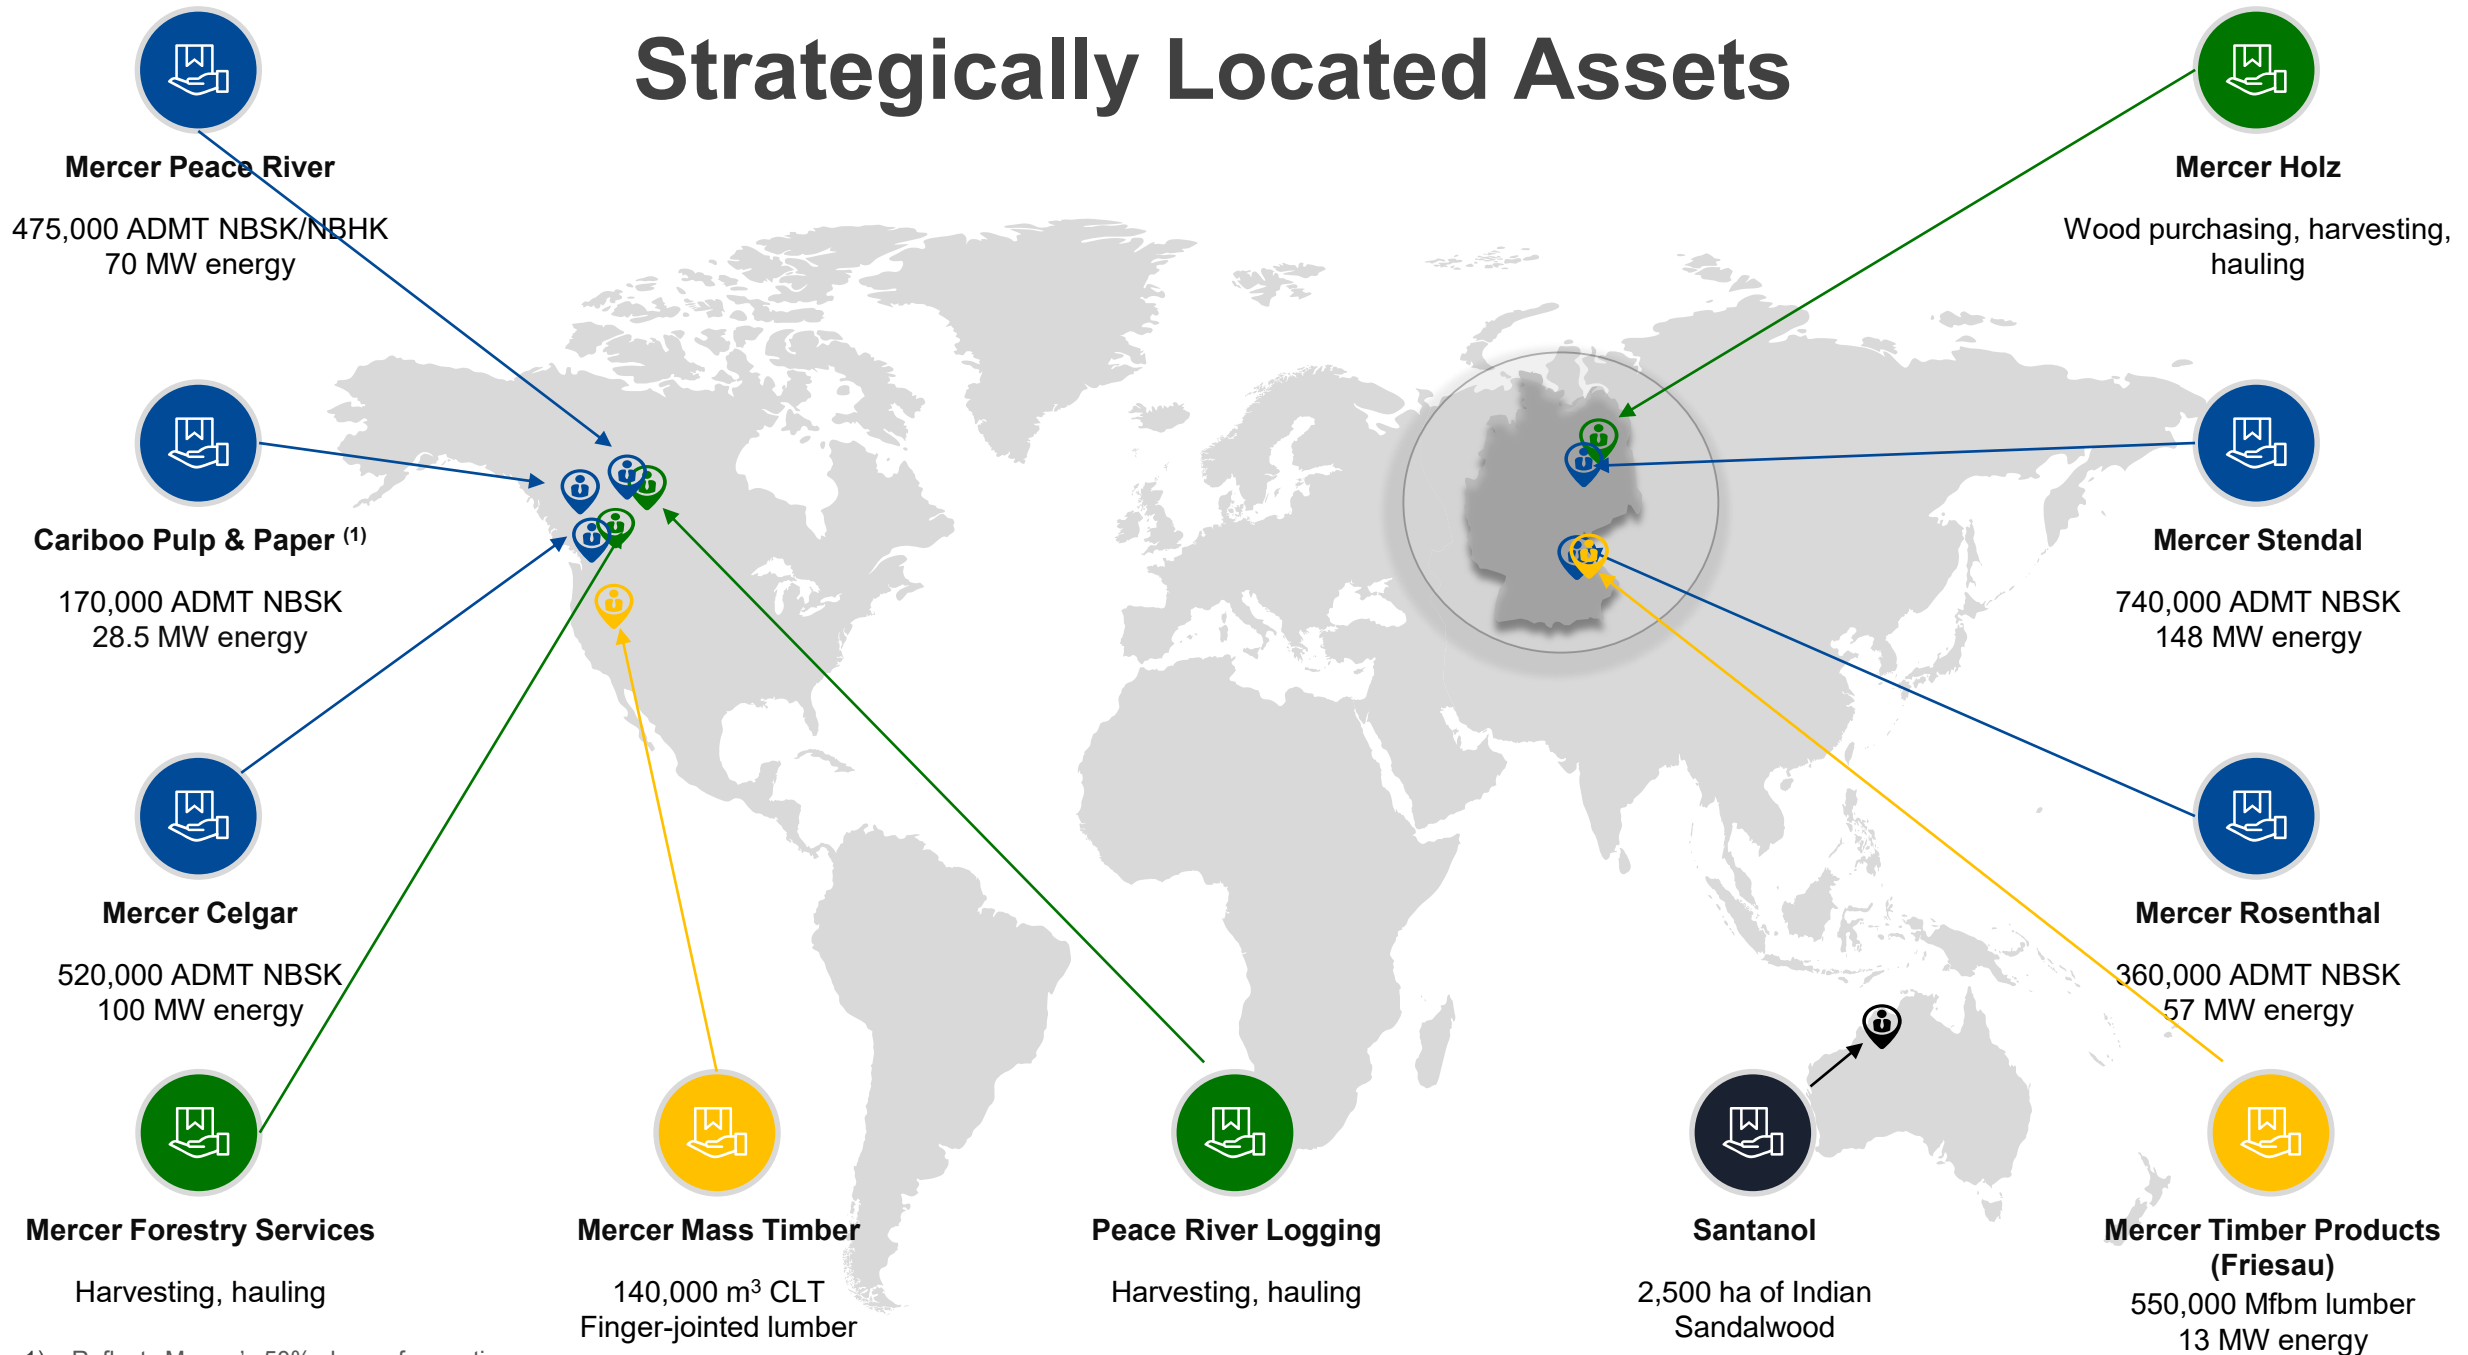 Strategically Located Assets
Mercer Peace River
475,000 ADMT NBSK/NBHK
70 MW energy
Mercer Holz
Wood purchasing, harvesting,
hauling
Cariboo Pulp & Paper (1)
170,000 ADMT NBSK
28.5 MW energy
Mercer Stendal
740,000 ADMT NBSK
148 MW energy
Mercer Celgar
520,000 ADMT NBSK
100 MW energy
Mercer Rosenthal
360,000 ADMT NBSK
57 MW energy
Mercer Forestry Services
Harvesting, hauling
Mercer Mass Timber
140,000 m³ CLT
Finger-jointed lumber
Peace River Logging
Harvesting, hauling
Santanol
2,500 ha of Indian
Sandalwood
Mercer Timber Products
(Friesau)
550,000 Mfbm lumber
13 MW energy